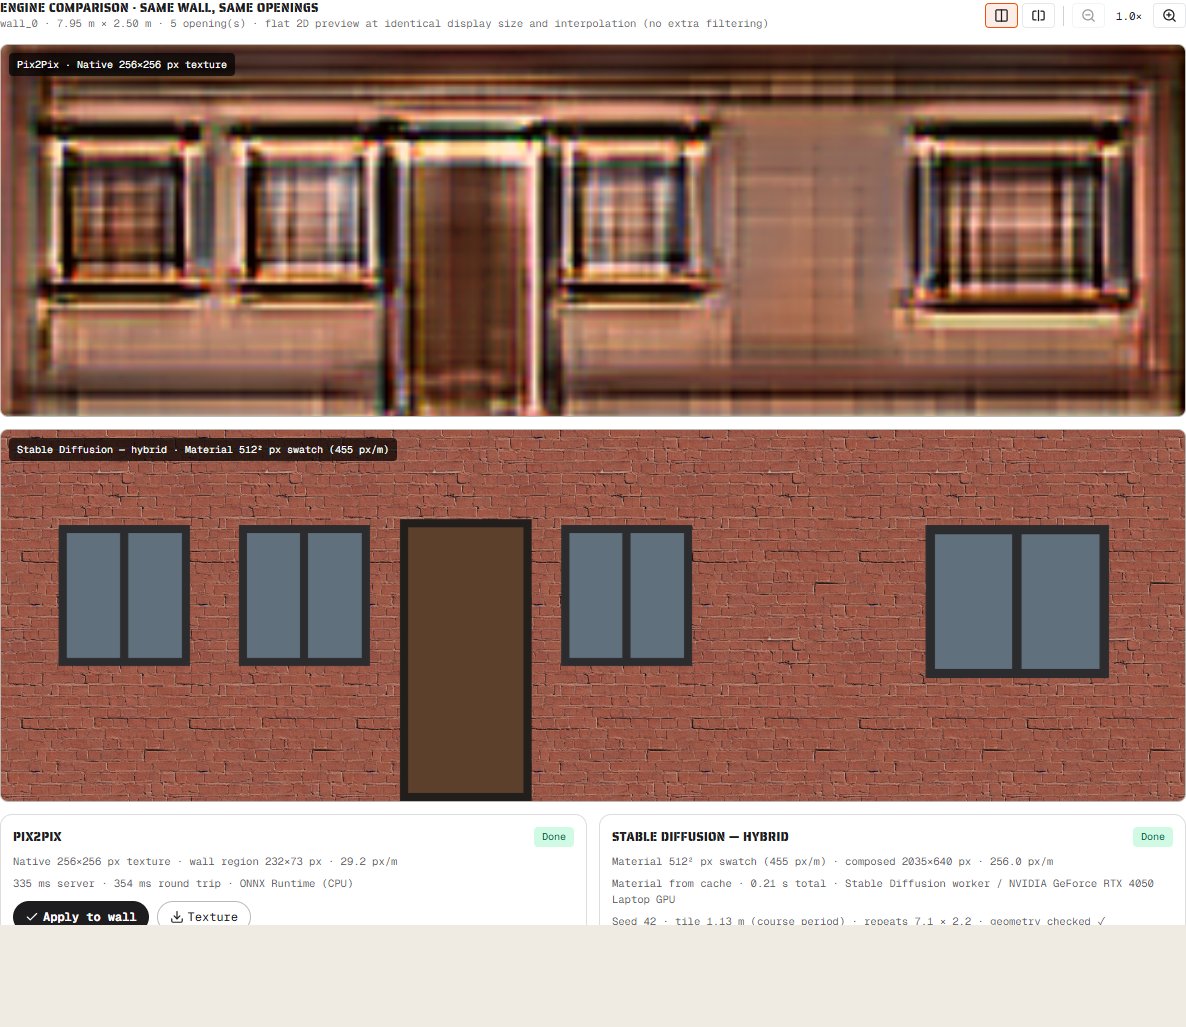 ENGINE COMPARISON · SAME WALL, SAME OPENINGS
wall_0 · 7.95 m × 2.50 m · 5 opening(s) · flat 2D preview at identical display size and interpolation (no extra filtering)
1.0×
Pix2Pix · Native 256×256 px texture
Stable Diffusion — hybrid · Material 512² px swatch (455 px/m)
PIX2PIX
Done
Native 256×256 px texture · wall region 232×73 px · 29.2 px/m
335 ms server · 354 ms round trip · ONNX Runtime (CPU)
Apply to wall
Texture
STABLE DIFFUSION — HYBRID
Done
Material 512² px swatch (455 px/m) · composed 2035×640 px · 256.0 px/m
Material from cache · 0.21 s total · Stable Diffusion worker / NVIDIA GeForce RTX 4050
Laptop GPU
Seed 42 · tile 1.13 m (course period) · repeats 7.1 × 2.2 · geometry checked ✓